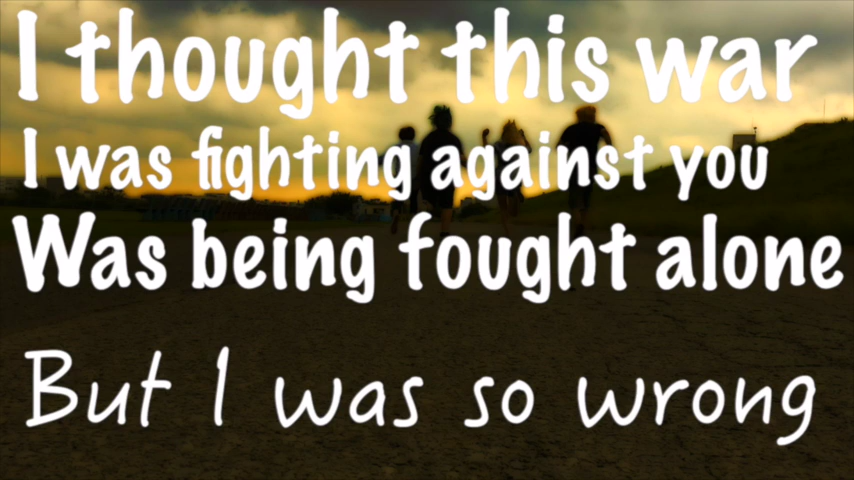 I thought this war
I was fighting against you
Was being fought alone
But I was so wrong